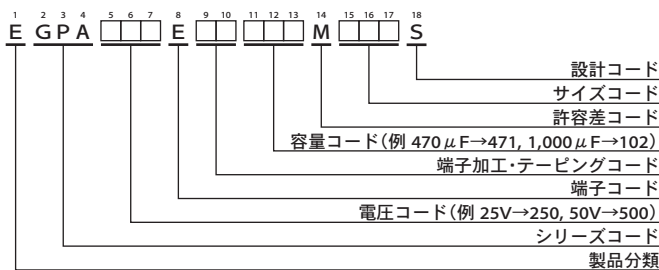 1 2 3 4 5 6 7 8 9 10 11 12 13 14 15 16 17 18
E G P A □□□ E □□ □□□ M □□□ S
設計コード
サイズコード
許容差コード
容量コード(例 470μF→471, 1,000μF→102)
端子加工・テーピングコード
端子コード
電圧コード(例 25V→250, 50V→500)
シリーズコード
製品分類